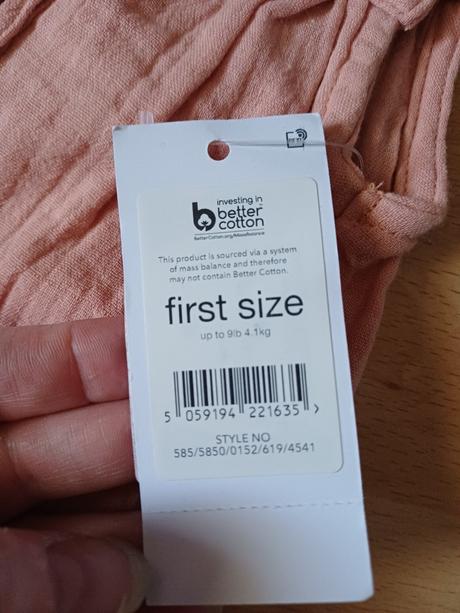 investing in
better
cotton
BetterCotton.org/MassBalance
This product is sourced via a system
of mass balance and therefore
may not contain Better Cotton.
first size
up to 9lb 4.1kg
5 059194 221635 >
STYLE NO
585/5850/0152/619/4541